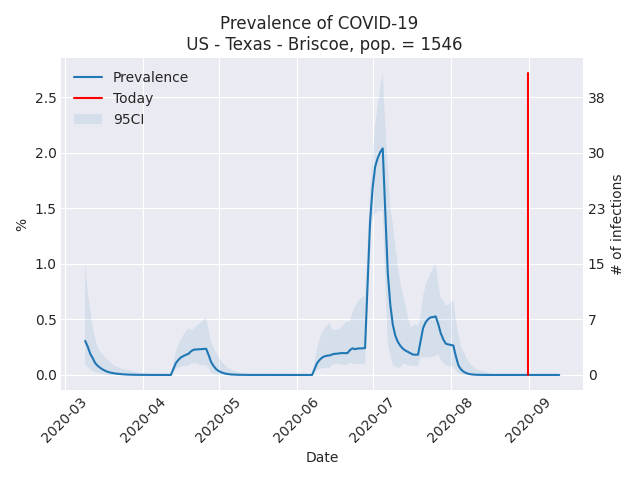 Prevalence of COVID-19
US - Texas - Briscoe, pop. = 1546
Prevalence
Today
95CI
%
2.5
2.0
1.5
1.0
0.5
0.0
38
30
23
15
7
0
# of infections
2020-03
2020-04
2020-05
2020-06
2020-07
2020-08
2020-09
Date